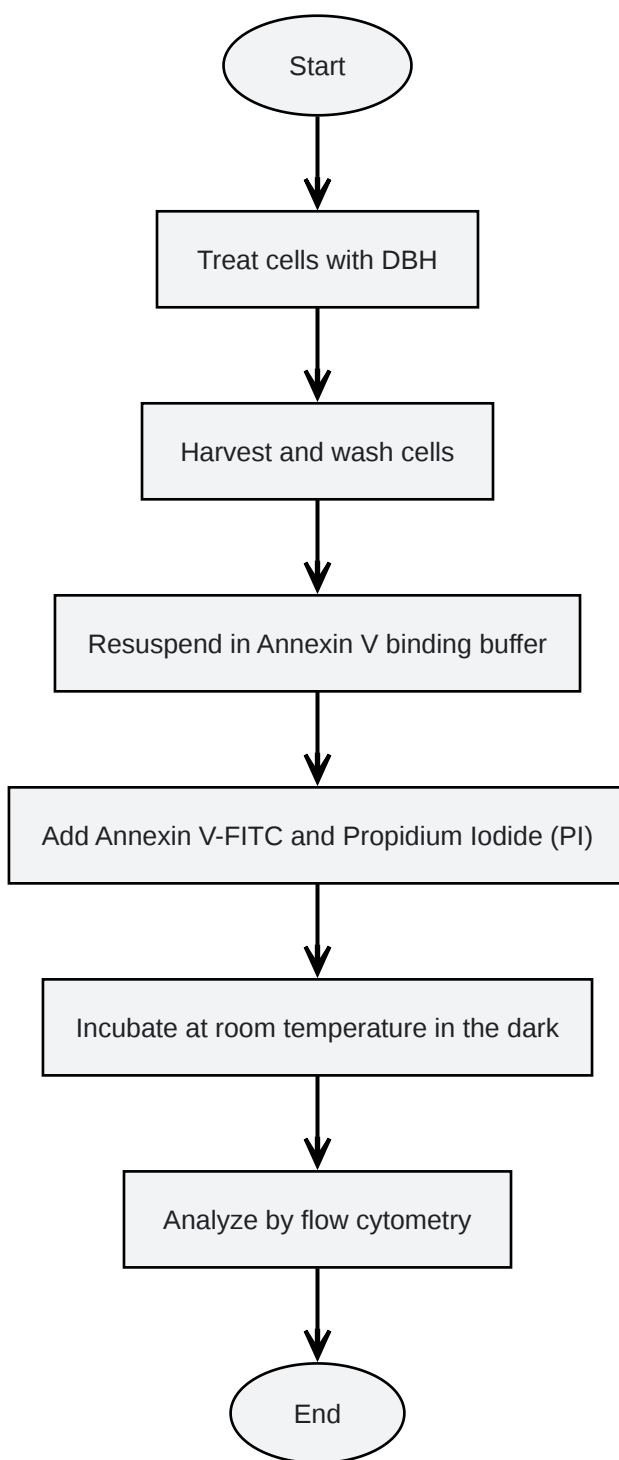 Start
Treat cells with DBH
Harvest and wash cells
Resuspend in Annexin V binding buffer
Add Annexin V-FITC and Propidium Iodide (PI)
Incubate at room temperature in the dark
Analyze by flow cytometry
End